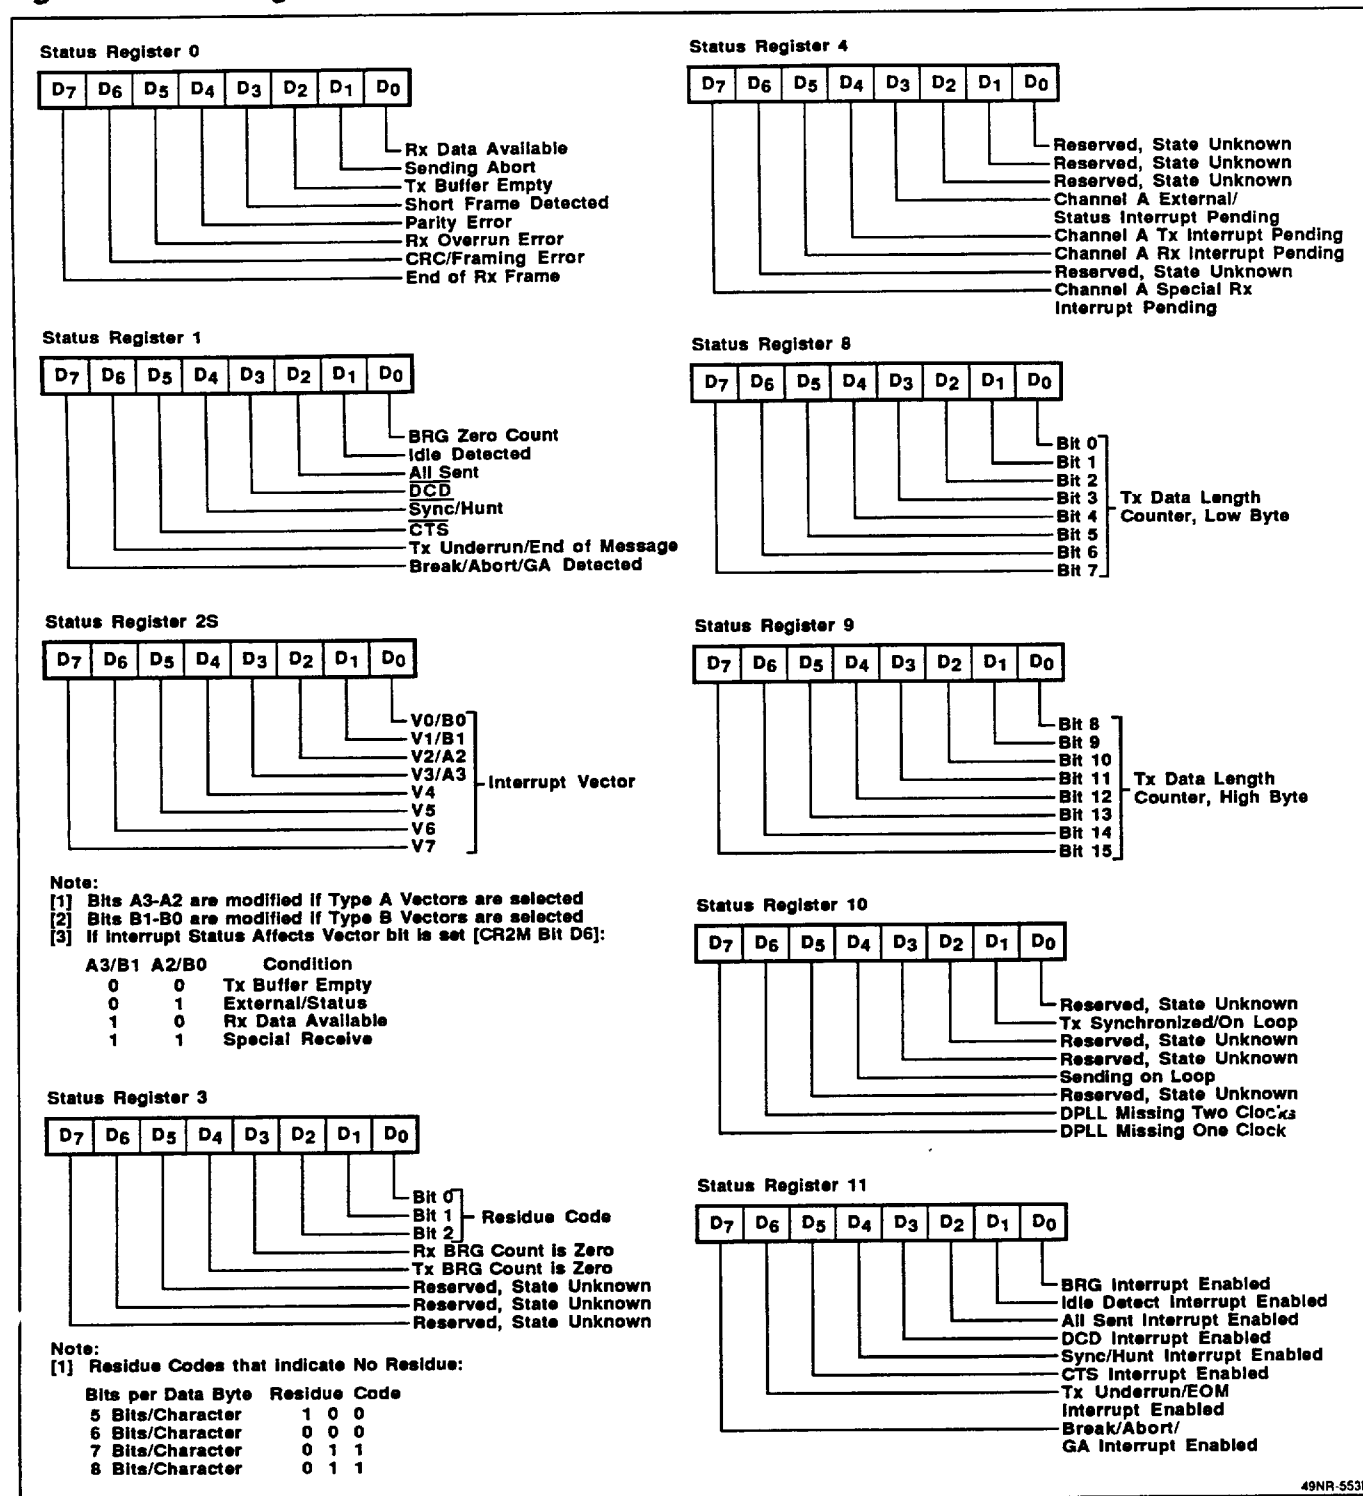 Status Register 0
D7 D6 D5 D4 D3 D2 D1 D0
Rx Data Available
Sending Abort
Tx Buffer Empty
Short Frame Detected
Parity Error
Rx Overrun Error
CRC/Framing Error
End of Rx Frame
Status Register 1
D7 D6 D5 D4 D3 D2 D1 D0
BRG Zero Count
Idle Detected
All Sent
DCD
Sync/Hunt
CTS
Tx Underrun/End of Message
Break/Abort/GA Detected
Status Register 2S
D7 D6 D5 D4 D3 D2 D1 D0
V0/B0
V1/B1
V2/A2
V3/A3
V4
V5
V6
V7
Interrupt Vector
Note:
[1] Bits A3-A2 are modified if Type A Vectors are selected
[2] Bits B1-B0 are modified if Type B Vectors are selected
[3] If Interrupt Status Affects Vector bit is set [CR2M Bit D6]:
A3/B1 A2/B0 Condition
0 0 Tx Buffer Empty
0 1 External/Status
1 0 Rx Data Available
1 1 Special Receive
Status Register 3
D7 D6 D5 D4 D3 D2 D1 D0
Bit 0
Bit 1
Bit 2
Residue Code
Rx BRG Count is Zero
Tx BRG Count is Zero
Reserved, State Unknown
Reserved, State Unknown
Reserved, State Unknown
Note:
[1] Residue Codes that indicate No Residue:
Bits per Data Byte Residue Code
5 Bits/Character 1 0 0
6 Bits/Character 0 0 0
7 Bits/Character 0 1 1
8 Bits/Character 0 1 1
Status Register 4
D7 D6 D5 D4 D3 D2 D1 D0
Reserved, State Unknown
Reserved, State Unknown
Reserved, State Unknown
Channel A External/
Status Interrupt Pending
Channel A Tx Interrupt Pending
Channel A Rx Interrupt Pending
Reserved, State Unknown
Channel A Special Rx
Interrupt Pending
Status Register 8
D7 D6 D5 D4 D3 D2 D1 D0
Bit 0
Bit 1
Bit 2
Bit 3
Bit 4
Bit 5
Bit 6
Bit 7
Tx Data Length
Counter, Low Byte
Status Register 9
D7 D6 D5 D4 D3 D2 D1 D0
Bit 8
Bit 9
Bit 10
Bit 11
Bit 12
Bit 13
Bit 14
Bit 15
Tx Data Length
Counter, High Byte
Status Register 10
D7 D6 D5 D4 D3 D2 D1 D0
Reserved, State Unknown
Tx Synchronized/On Loop
Reserved, State Unknown
Reserved, State Unknown
Sending on Loop
Reserved, State Unknown
DPLL Missing Two Clocks
DPLL Missing One Clock
Status Register 11
D7 D6 D5 D4 D3 D2 D1 D0
BRG Interrupt Enabled
Idle Detect Interrupt Enabled
All Sent Interrupt Enabled
DCD Interrupt Enabled
Sync/Hunt Interrupt Enabled
CTS Interrupt Enabled
Tx Underrun/EOM
Interrupt Enabled
Break/Abort/
GA Interrupt Enabled